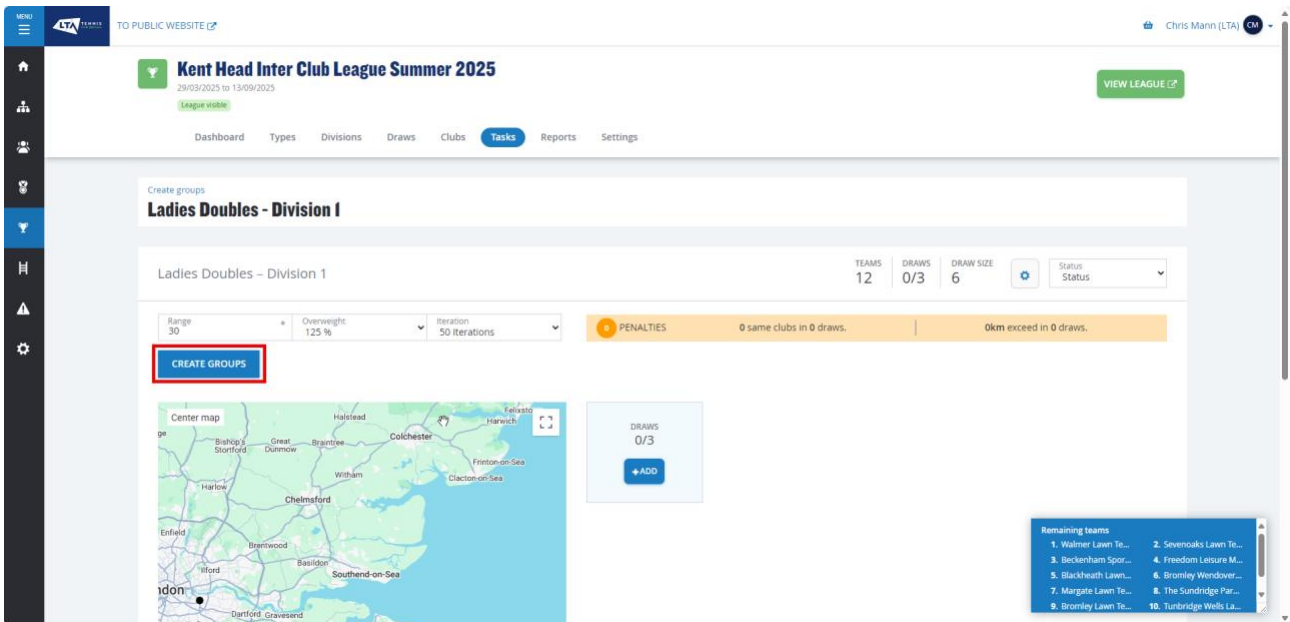 MENU
LTA TENNIS
TO PUBLIC WEBSITE
Chris Mann (LTA) CM
Kent Head Inter Club League Summer 2025
29/03/2025 to 13/09/2025
League visible
VIEW LEAGUE
Dashboard Types Divisions Draws Clubs Tasks Reports Settings
Create groups
Ladies Doubles - Division 1
Ladies Doubles – Division 1
TEAMS 12
DRAWS 0/3
DRAW SIZE 6
Status
Status
Range
30
Overweight
125 %
Iteration
50 Iterations
0 PENALTIES 0 same clubs in 0 draws. 0km exceed in 0 draws.
CREATE GROUPS
Center map
Halstead
Felixsto
Harwich
ge
Bishop's Stortford
Great Dunmow
Braintree
Colchester
Frinton-on-Sea
Witham
Clacton-on-Sea
Harlow
Chelmsford
Enfield
Brentwood
Ilford
Basildon
Southend-on-Sea
ndon
Dartford
Gravesend
DRAWS
0/3
+ADD
Remaining teams
1. Walmer Lawn Te... 2. Sevenoaks Lawn Te...
3. Beckenham Spor... 4. Freedom Leisure M...
5. Blackheath Lawn... 6. Bromley Wendover...
7. Margate Lawn Te... 8. The Sundridge Par...
9. Bromley Lawn Te... 10. Tunbridge Wells La...